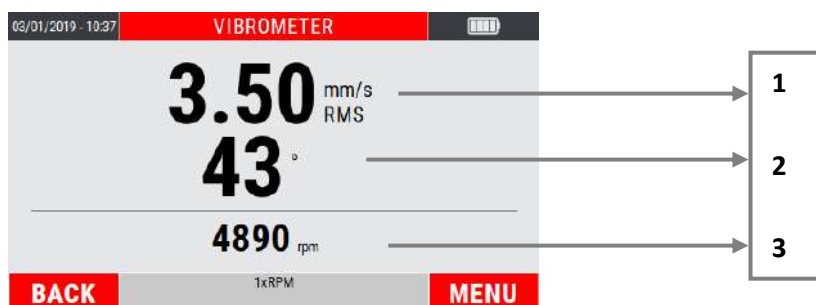 03/01/2019 - 10:37 VIBROMETER
3.50 mm/s RMS 1
43 ° 2
4890 rpm 3
BACK 1xRPM MENU